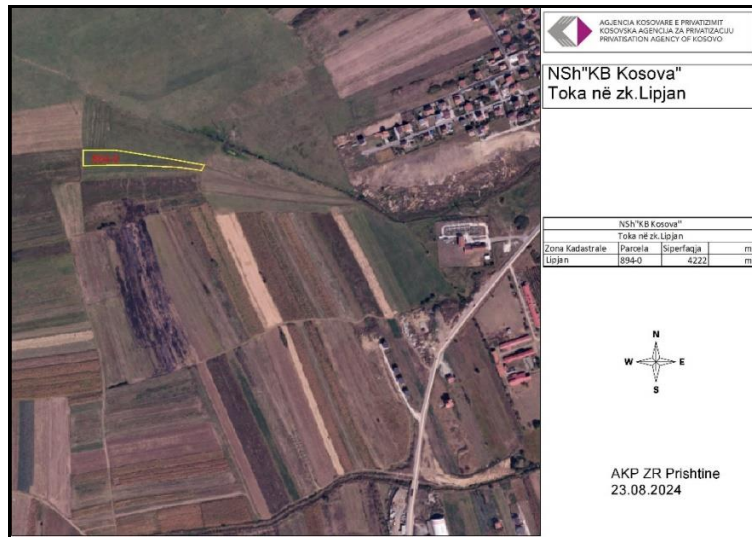 AGJENCIA KOSOVARE E PRIVATIZIMIT
KOSOVSKA AGENCIJA ZA PRIVATIZACIJU
PRIVATISATION AGENCY OF KOSOVO
NSh"KB Kosova"
Toka në zk.Lipjan
NSh"KB Kosova"
Toka në zk.Lipjan
Zona Kadastrale Parcela Siperfaqja m
Lipjan 894-0 4222 m
N
W E
S
AKP ZR Prishtine
23.08.2024